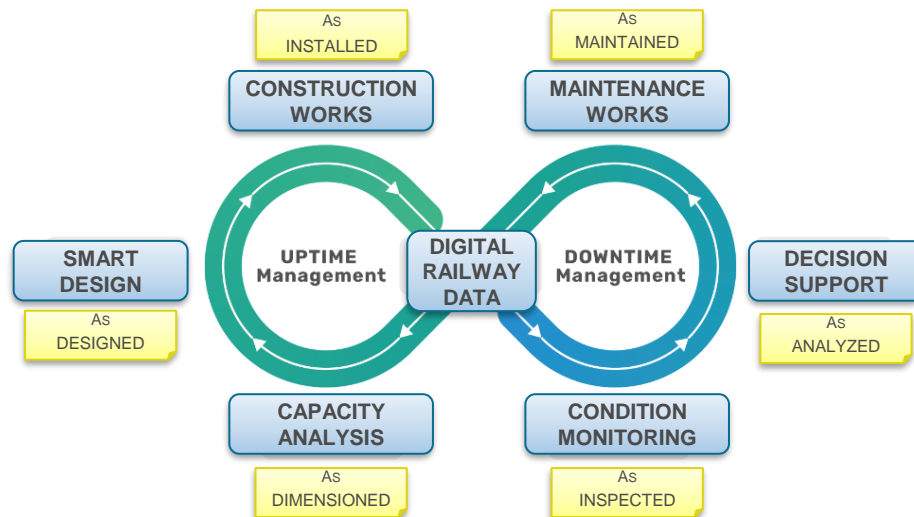 As
INSTALLED
CONSTRUCTION
WORKS
As
MAINTAINED
MAINTENANCE
WORKS
SMART
DESIGN
As
DESIGNED
UPTIME
Management
DIGITAL
RAILWAY
DATA
DOWNTIME
Management
DECISION
SUPPORT
As
ANALYZED
CAPACITY
ANALYSIS
As
DIMENSIONED
CONDITION
MONITORING
As
INSPECTED